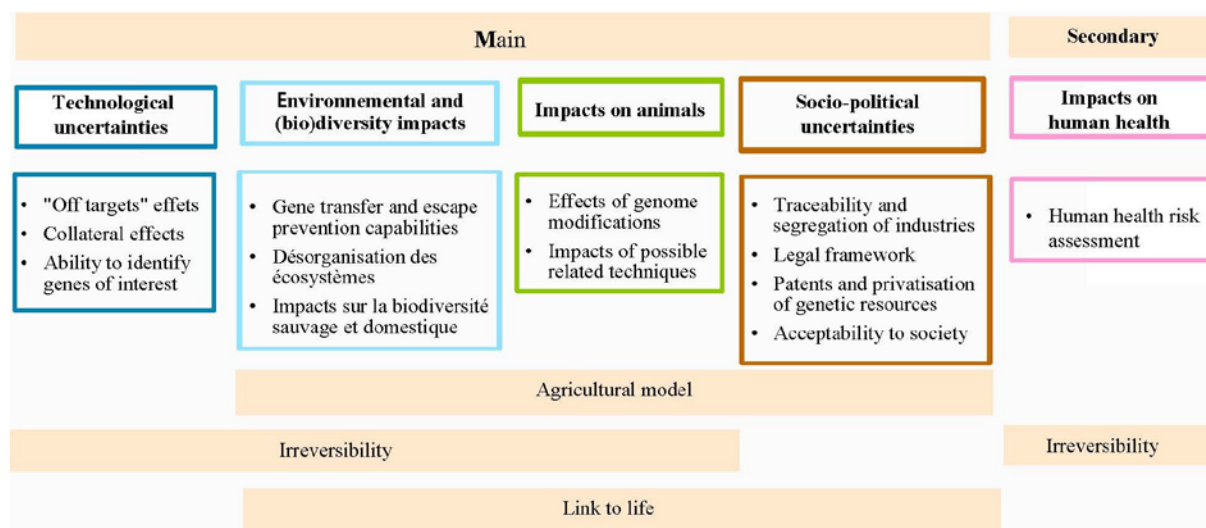 Main
Secondary
Technological
uncertainties
Environnemental and
(bio)diversity impacts
Impacts on animals
Socio-political
uncertainties
Impacts on
human health
• "Off targets" effets
• Collateral effects
• Ability to identify
genes of interest
• Gene transfer and escape
prevention capabilities
• Désorganisation des
écosystèmes
• Impacts sur la biodiversité
sauvage et domestique
• Effects of genome
modifications
• Impacts of possible
related techniques
• Traceability and
segregation of industries
• Legal framework
• Patents and privatisation
of genetic resources
• Acceptability to society
• Human health risk
assessment
Agricultural model
Irreversibility
Irreversibility
Link to life